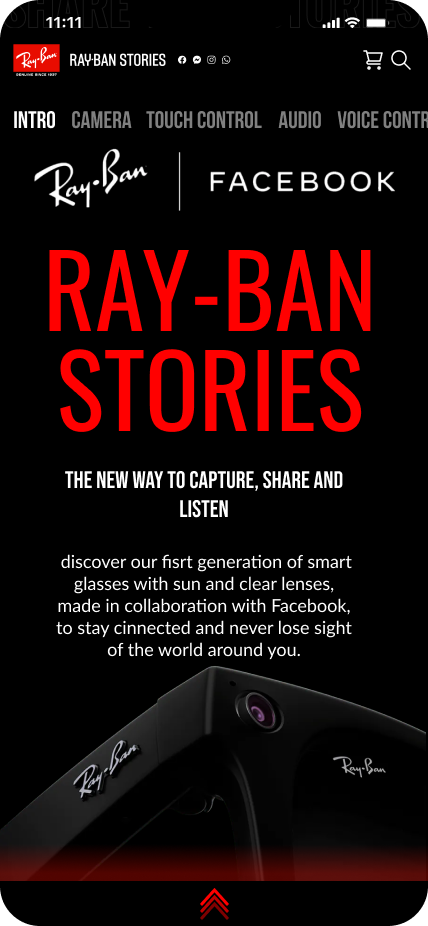 SHARE TORIES
11:11
Ray-Ban
GENUINE SINCE 1937
RAY-BAN STORIES
INTRO CAMERA TOUCH CONTROL AUDIO VOICE CONTR
Ray-Ban | FACEBOOK
RAY-BAN
STORIES
THE NEW WAY TO CAPTURE, SHARE AND
LISTEN
discover our fisrt generation of smart
glasses with sun and clear lenses,
made in collaboration with Facebook,
to stay cinnected and never lose sight
of the world around you.
Ray-Ban
Ray-Ban